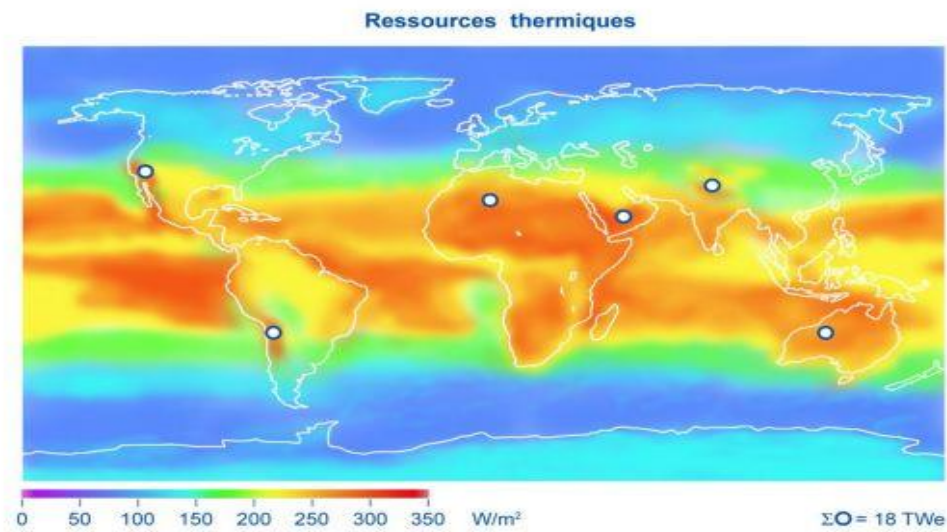 Ressources thermiques
0 50 100 150 200 250 300 350 W/m²
ΣO = 18 TWe